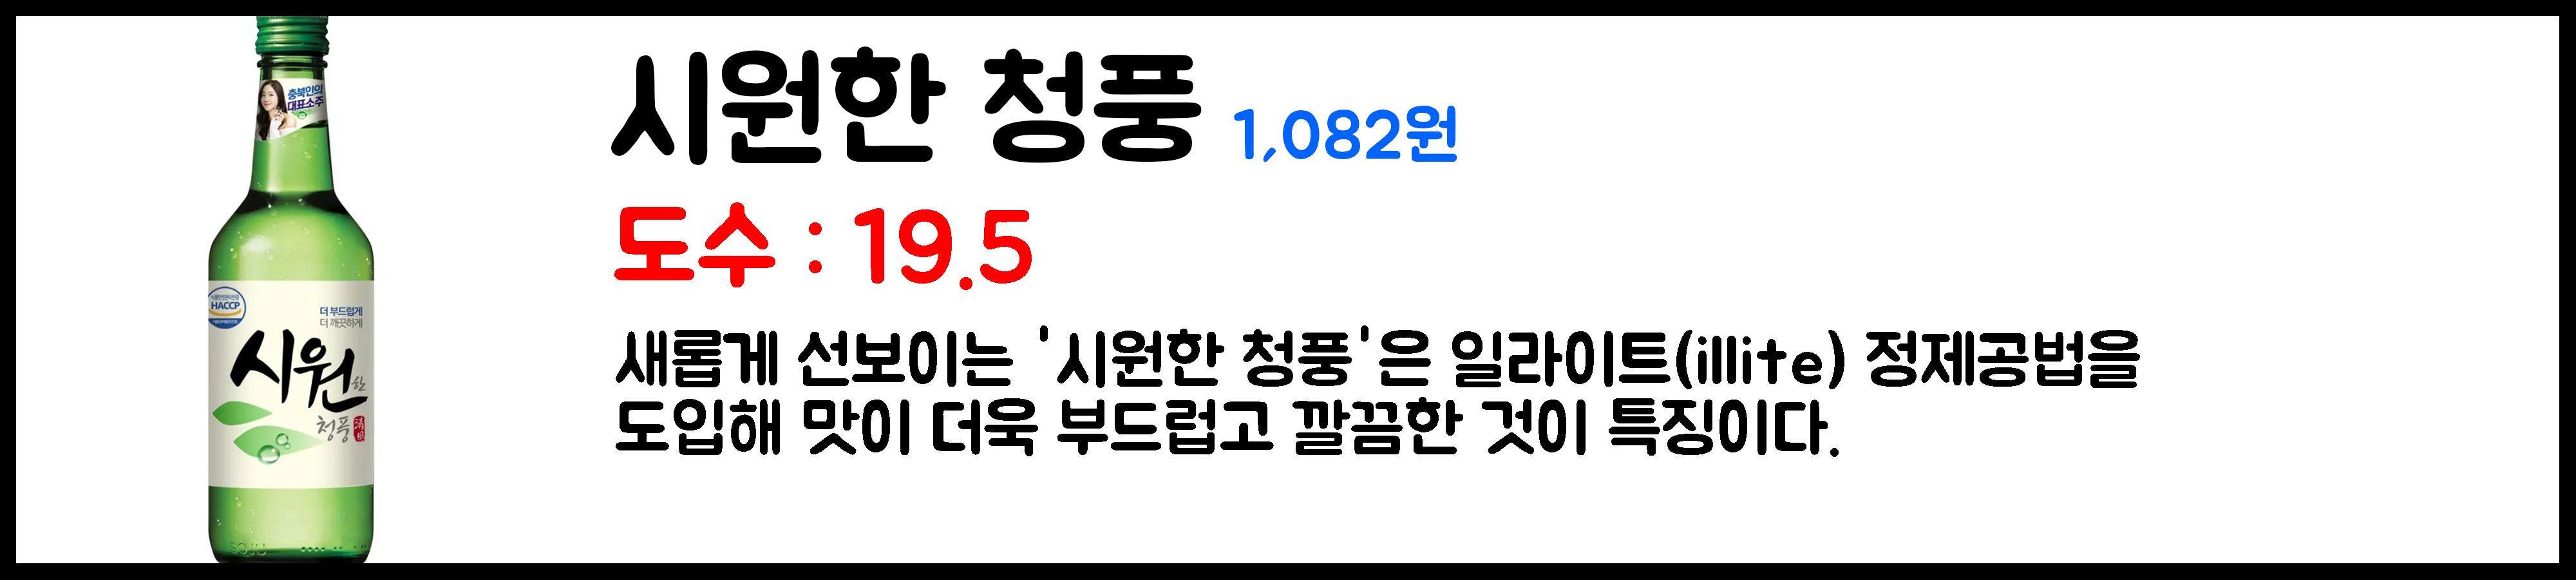 충북인의
대표소주
HACCP
더 부드럽게
더 깨끗하게
시원한
청풍
SOJU
시원한 청풍 1,082원
도수 : 19.5
새롭게 선보이는 '시원한 청풍'은 일라이트(illite) 정제공법을
도입해 맛이 더욱 부드럽고 깔끔한 것이 특징이다.